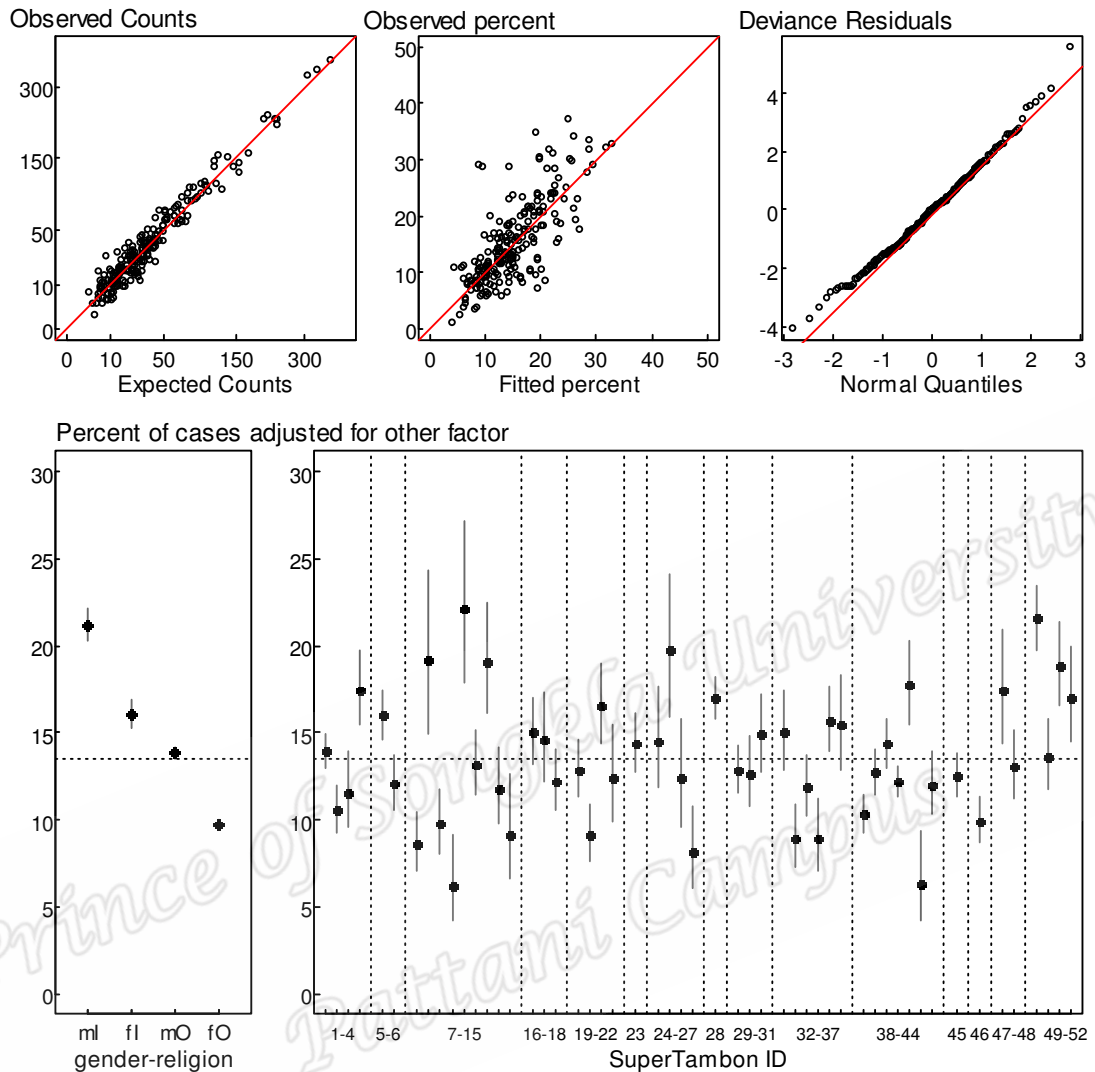 Observed Counts
300
150
50
10
0
0 10 50 150 300
Expected Counts
Observed percent
50
40
30
20
10
0
0 10 20 30 40 50
Fitted percent
Deviance Residuals
4
2
0
-2
-4
-3 -2 -1 0 1 2 3
Normal Quantiles
Percent of cases adjusted for other factor
30
25
20
15
10
5
0
mI fI mO fO
gender-religion
30
25
20
15
10
5
0
1-4 5-6 7-15 16-18 19-22 23 24-27 28 29-31 32-37 38-44 45 46 47-48 49-52
SuperTambon ID
Prince of Songkla University
Pattani Campus